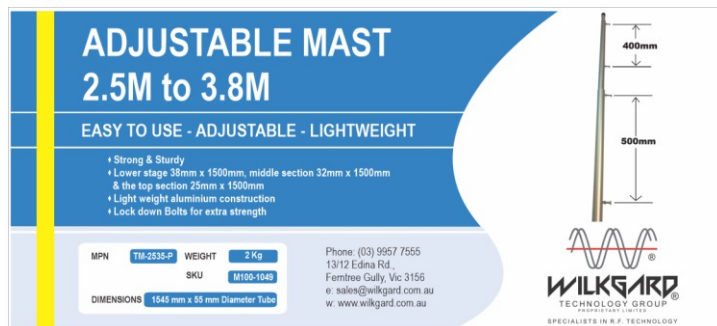 ADJUSTABLE MAST
2.5M to 3.8M
EASY TO USE - ADJUSTABLE - LIGHTWEIGHT
♦ Strong & Sturdy
♦ Lower stage 38mm x 1500mm, middle section 32mm x 1500mm
& the top section 25mm x 1500mm
♦ Light weight aluminium construction
♦ Lock down Bolts for extra strength
MPN TM-2535-P WEIGHT 2 Kg
SKU M100-1049
DIMENSIONS 1545 mm x 55 mm Diameter Tube
Phone: (03) 9957 7555
13/12 Edina Rd.,
Ferntree Gully, Vic 3156
e: sales@wilkgard.com.au
w: www.wilkgard.com.au
400mm
500mm
®
WILKGARD®
TECHNOLOGY GROUP
PROPRIETARY LIMITED
SPECIALISTS IN R.F. TECHNOLOGY